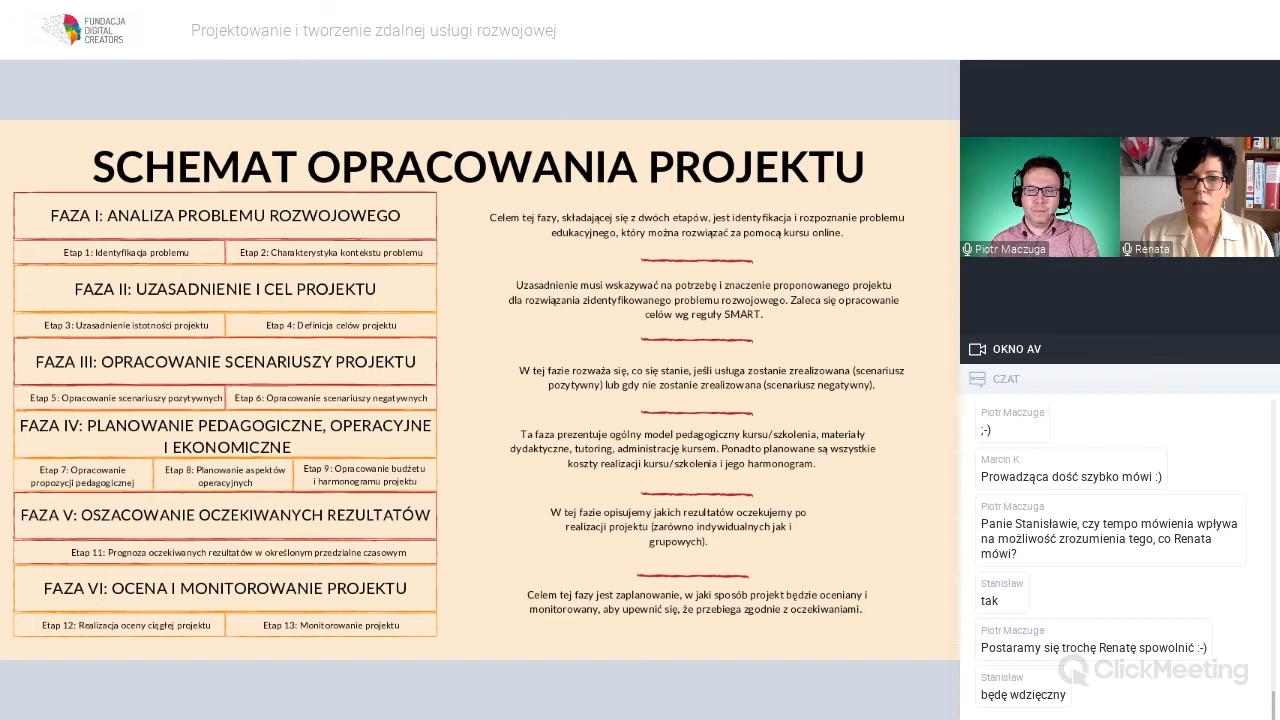 FUNDACJA
DIGITAL
CREATORS
Projektowanie i tworzenie zdalnej usługi rozwojowej
SCHEMAT OPRACOWANIA PROJEKTU
FAZA I: ANALIZA PROBLEMU ROZWOJOWEGO
Etap 1: Identyfikacja problemu
Etap 2: Charakterystyka kontekstu problemu
Celem tej fazy, składającej się z dwóch etapów, jest identyfikacja i rozpoznanie problemu
edukacyjnego, który można rozwiązać za pomocą kursu online.
FAZA II: UZASADNIENIE I CEL PROJEKTU
Etap 3: Uzasadnienie istotności projektu
Etap 4: Definicja celów projektu
Uzasadnienie musi wskazywać na potrzebę i znaczenie proponowanego projektu
dla rozwiązania zidentyfikowanego problemu rozwojowego. Zaleca się opracowanie
celów wg reguły SMART.
FAZA III: OPRACOWANIE SCENARIUSZY PROJEKTU
Etap 5: Opracowanie scenariuszy pozytywnych
Etap 6: Opracowanie scenariuszy negatywnych
W tej fazie rozważa się, co się stanie, jeśli usługa zostanie zrealizowana (scenariusz
pozytywny) lub gdy nie zostanie zrealizowana (scenariusz negatywny).
FAZA IV: PLANOWANIE PEDAGOGICZNE, OPERACYJNE
I EKONOMICZNE
Etap 7: Opracowanie
propozycji pedagogicznej
Etap 8: Planowanie aspektów
operacyjnych
Etap 9: Opracowanie budżetu
i harmonogramu projektu
Ta faza prezentuje ogólny model pedagogiczny kursu/szkolenia, materiały
dydaktyczne, tutoring, administrację kursem. Ponadto planowane są wszystkie
koszty realizacji kursu/szkolenia i jego harmonogram.
FAZA V: OSZACOWANIE OCZEKIWANYCH REZULTATÓW
Etap 11: Prognoza oczekiwanych rezultatów w określonym przedziale czasowym
W tej fazie opisujemy jakich rezultatów oczekujemy po
realizacji projektu (zarówno indywidualnych jak i
grupowych).
FAZA VI: OCENA I MONITOROWANIE PROJEKTU
Etap 12: Realizacja oceny ciągłej projektu
Etap 13: Monitorowanie projektu
Celem tej fazy jest zaplanowanie, w jaki sposób projekt będzie oceniany i
monitorowany, aby upewnić się, że przebiega zgodnie z oczekiwaniami.
Piotr Maczuga
Renata
OKNO AV
CZAT
Piotr Maczuga
;-)
Marcin K.
Prowadząca dość szybko mówi :)
Piotr Maczuga
Panie Stanisławie, czy tempo mówienia wpływa
na możliwość zrozumienia tego, co Renata
mówi?
Stanisław
tak
Piotr Maczuga
Postaramy się trochę Renatę spowolnić :-)
ClickMeeting
Stanisław
będę wdzięczny